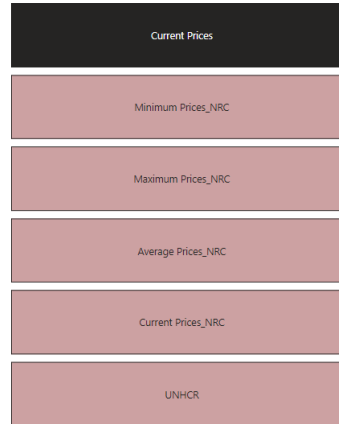 Current Prices
Minimum Prices_NRC
Maximum Prices_NRC
Average Prices_NRC
Current Prices_NRC
UNHCR